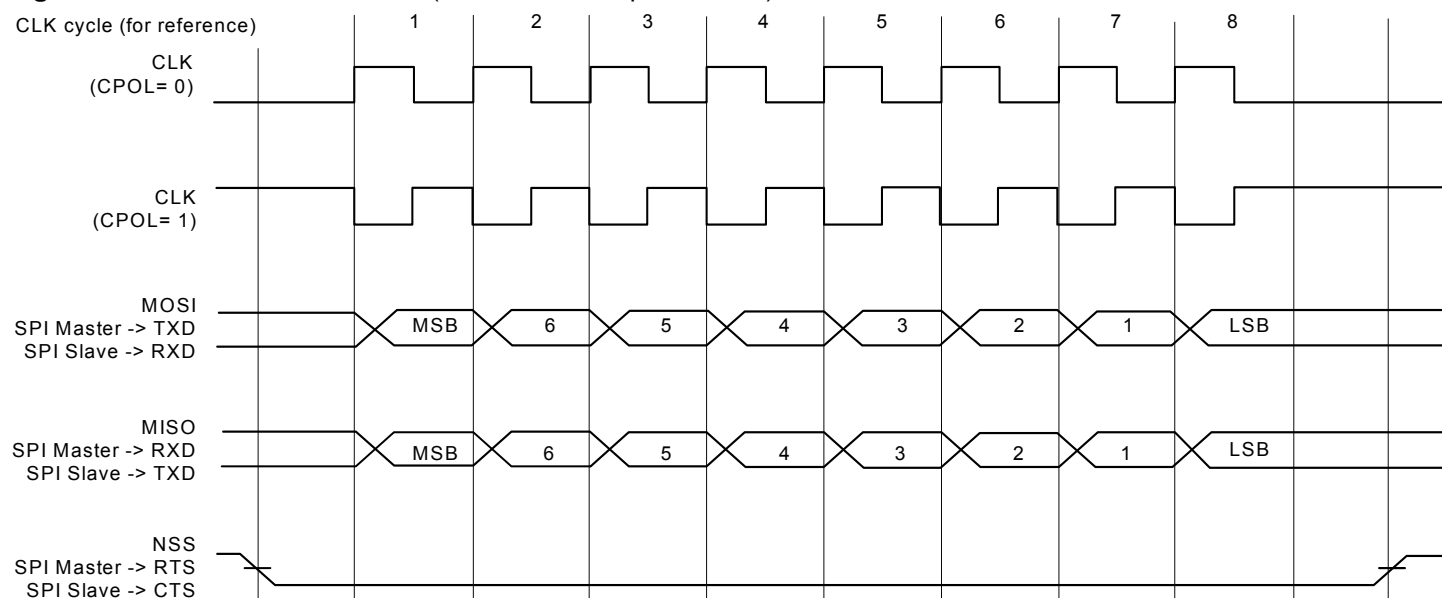 CLK cycle (for reference)
1 2 3 4 5 6 7 8
CLK
(CPOL= 0)
CLK
(CPOL= 1)
MOSI
SPI Master -> TXD
SPI Slave -> RXD
MSB 6 5 4 3 2 1 LSB
MISO
SPI Master -> RXD
SPI Slave -> TXD
MSB 6 5 4 3 2 1 LSB
NSS
SPI Master -> RTS
SPI Slave -> CTS